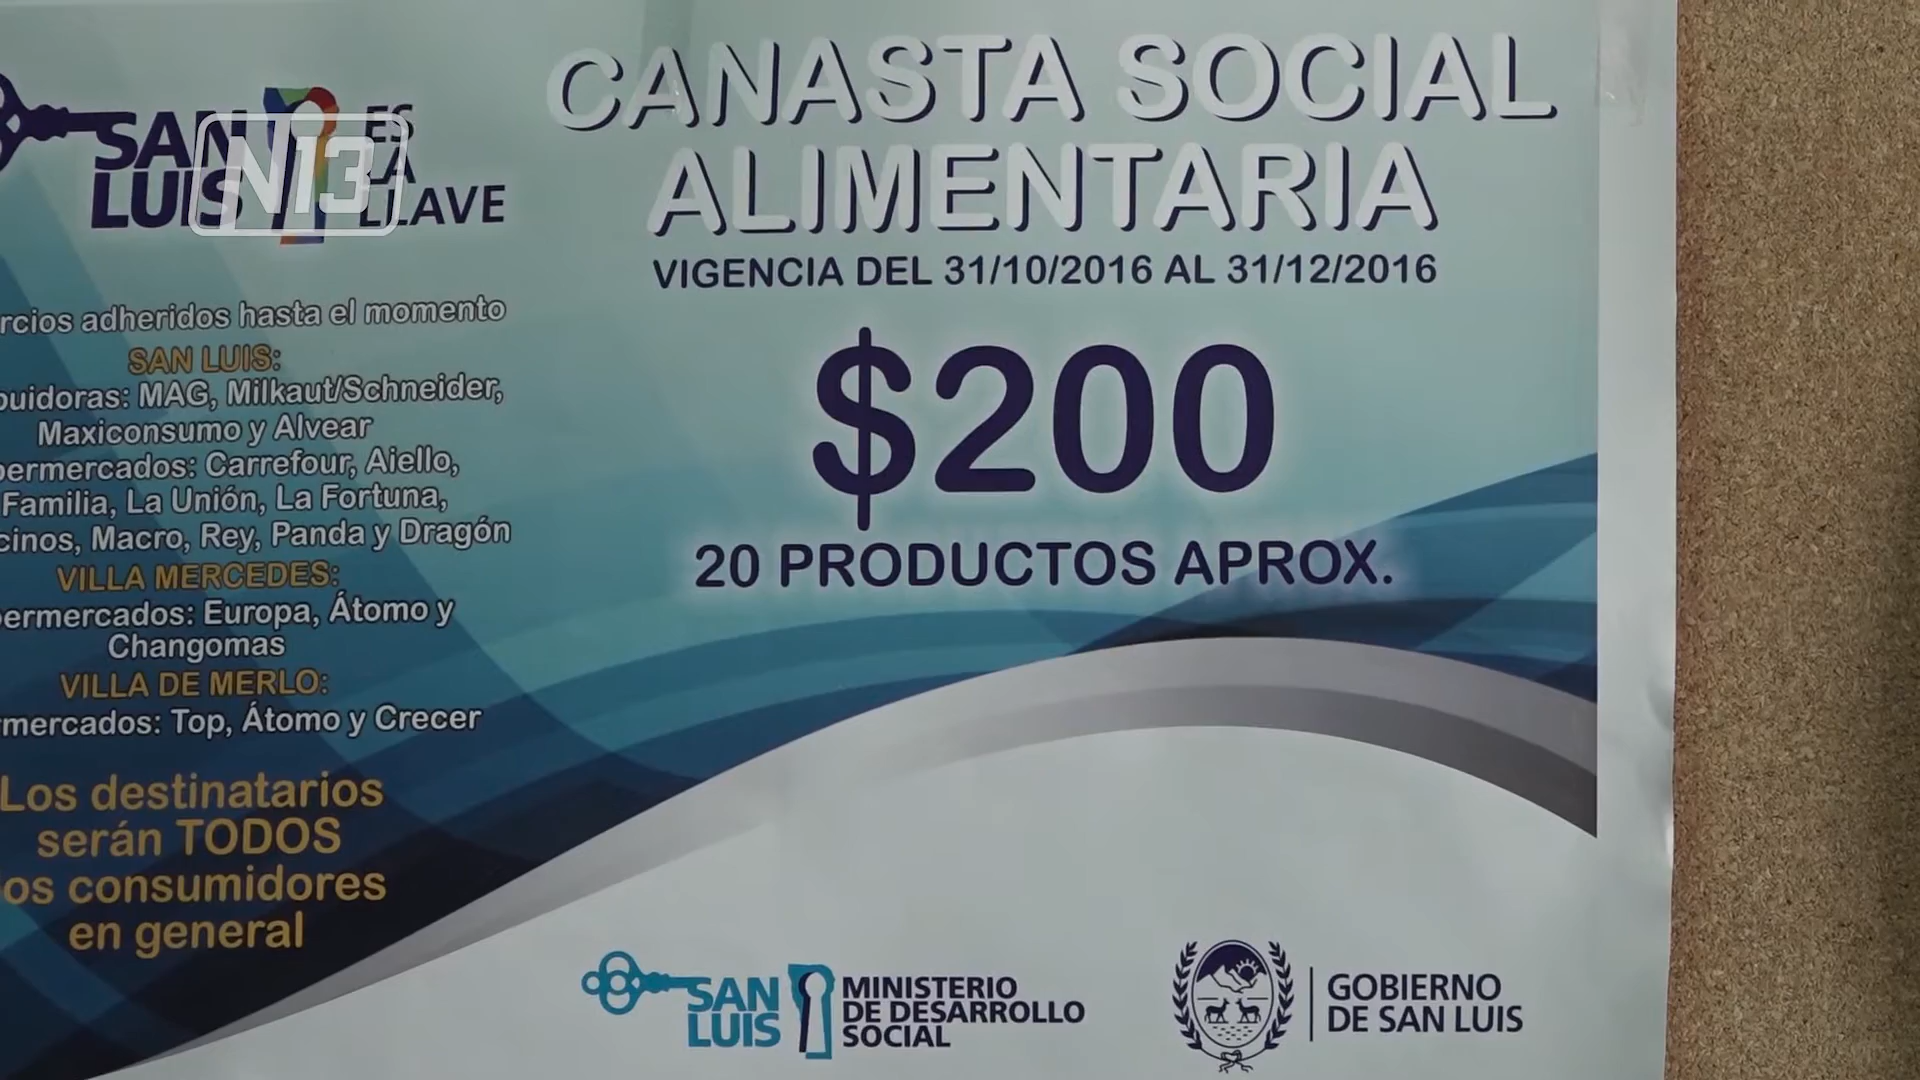 SAN LUIS ES LA LLAVE
N13
adheridos hasta el momento
SAN LUIS:
MAG, Milkaut/Schneider,
Maxiconsumo y Alvear
Carrefour, Aiello,
Familia, La Unión, La Fortuna,
Macro, Rey, Panda y Dragón
VILLA MERCEDES:
Europa, Átomo y
Changomas
VILLA DE MERLO:
Top, Átomo y Crecer
Los destinatarios
serán TODOS
los consumidores
en general
CANASTA SOCIAL
ALIMENTARIA
VIGENCIA DEL 31/10/2016 AL 31/12/2016
$200
20 PRODUCTOS APROX.
SAN LUIS
MINISTERIO
DE DESARROLLO
SOCIAL
GOBIERNO
DE SAN LUIS